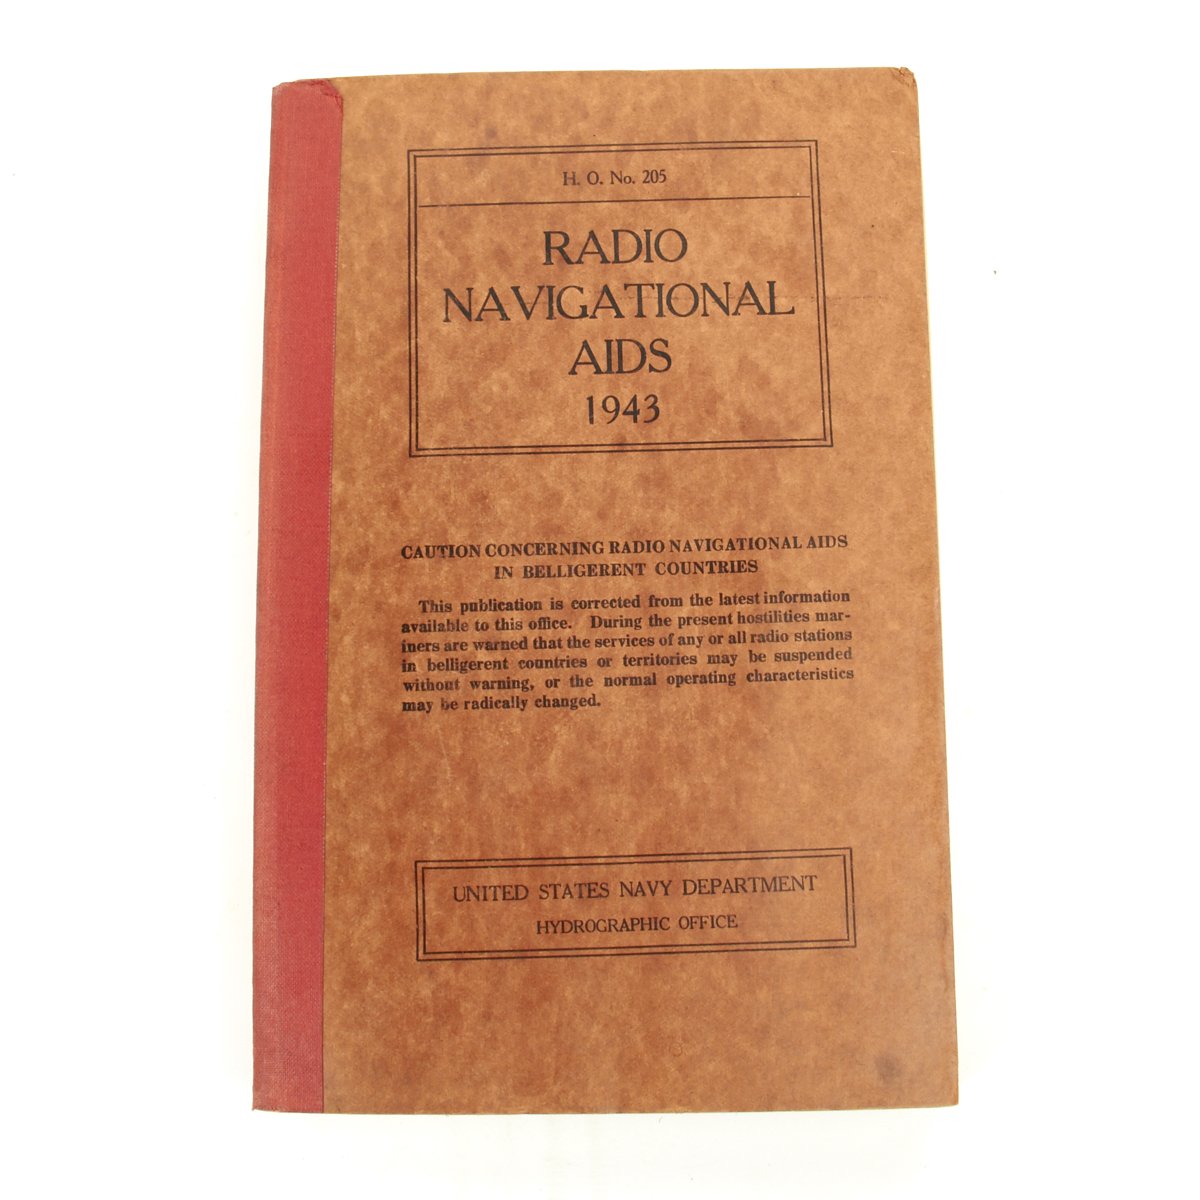 H. O. No. 205
RADIO
NAVIGATIONAL
AIDS
1943
CAUTION CONCERNING RADIO NAVIGATIONAL AIDS
IN BELLIGERENT COUNTRIES
This publication is corrected from the latest information
available to this office. During the present hostilities mar-
iners are warned that the services of any or all radio stations
in belligerent countries or territories may be suspended
without warning, or the normal operating characteristics
may be radically changed.
UNITED STATES NAVY DEPARTMENT
HYDROGRAPHIC OFFICE